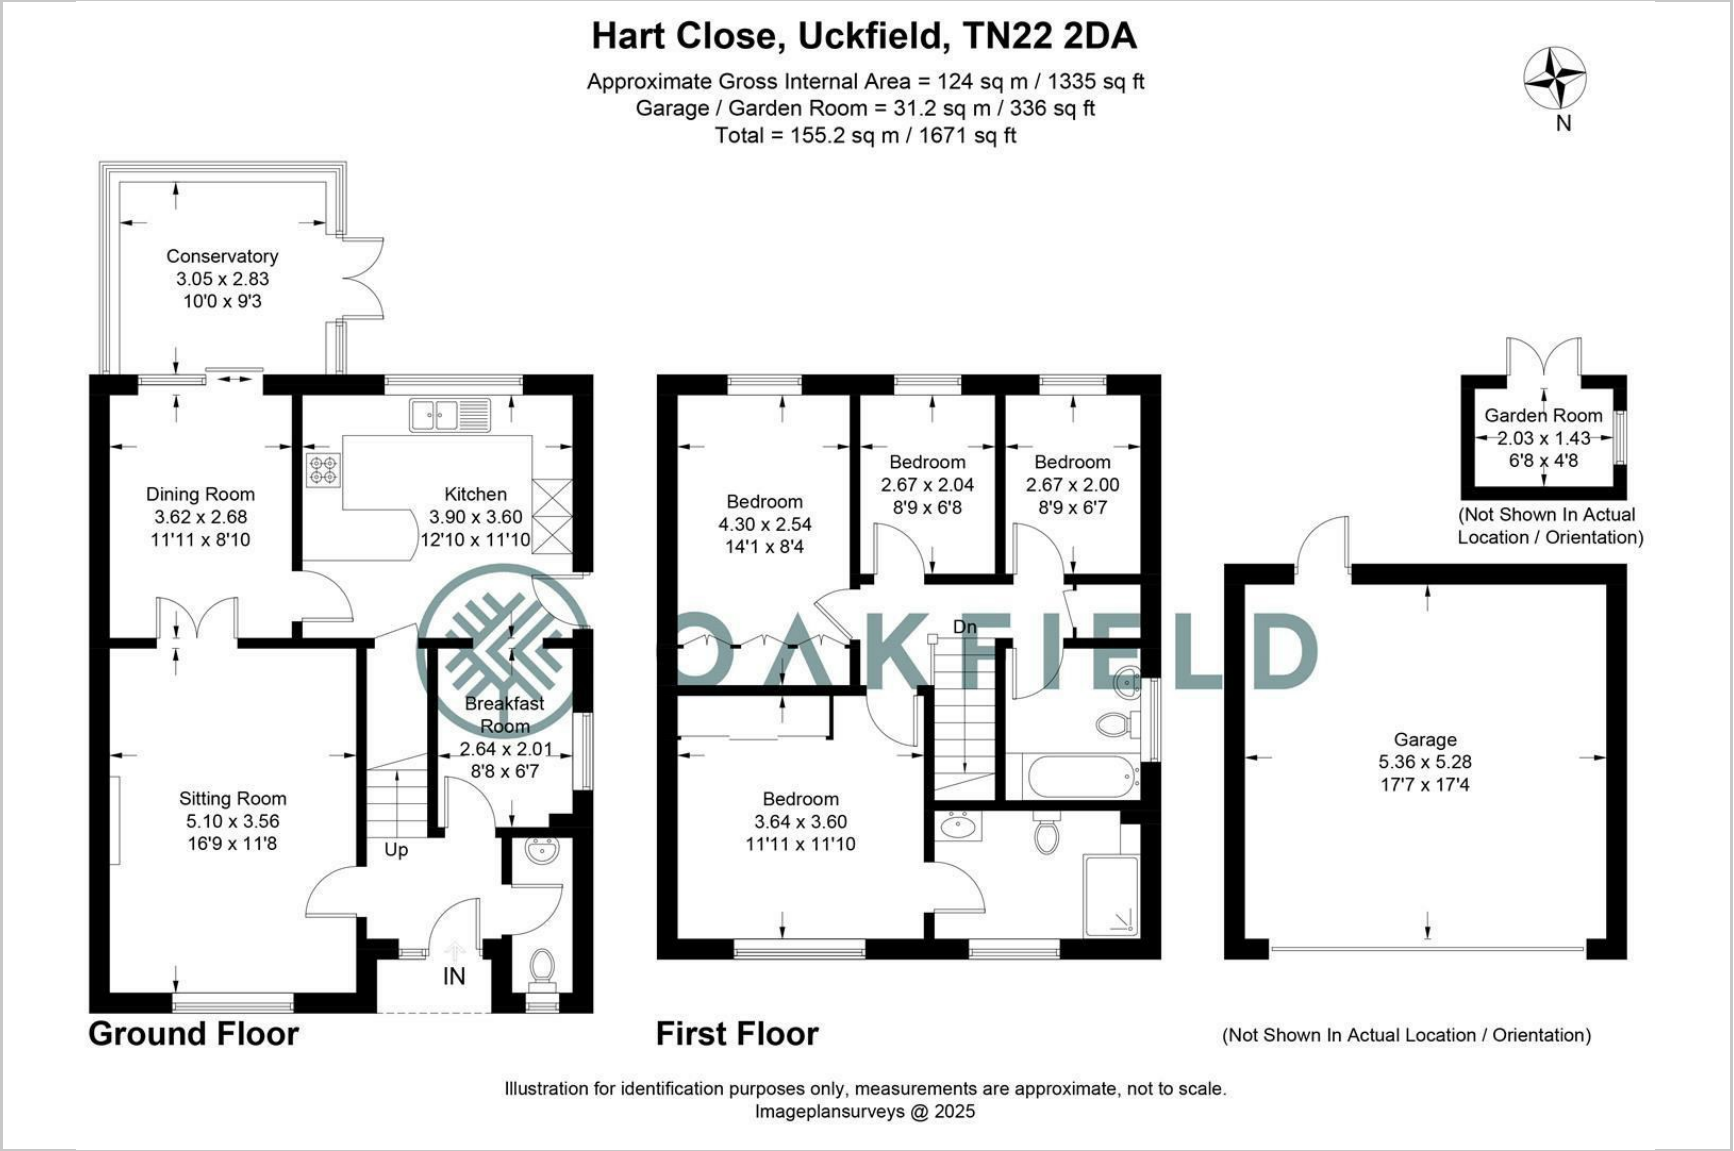 Hart Close, Uckfield, TN22 2DA
Approximate Gross Internal Area = 124 sq m / 1335 sq ft
Garage / Garden Room = 31.2 sq m / 336 sq ft
Total = 155.2 sq m / 1671 sq ft
N
Conservatory
3.05 x 2.83
10'0 x 9'3
Dining Room
3.62 x 2.68
11'11 x 8'10
Kitchen
3.90 x 3.60
12'10 x 11'10
Breakfast
Room
2.64 x 2.01
8'8 x 6'7
Sitting Room
5.10 x 3.56
16'9 x 11'8
Up
IN
Ground Floor
Bedroom
4.30 x 2.54
14'1 x 8'4
Bedroom
2.67 x 2.04
8'9 x 6'8
Bedroom
2.67 x 2.00
8'9 x 6'7
Dn
OAKFIELD
Bedroom
3.64 x 3.60
11'11 x 11'10
First Floor
Garden Room
2.03 x 1.43
6'8 x 4'8
(Not Shown In Actual
Location / Orientation)
Garage
5.36 x 5.28
17'7 x 17'4
(Not Shown In Actual Location / Orientation)
Illustration for identification purposes only, measurements are approximate, not to scale.
Imageplansurveys @ 2025